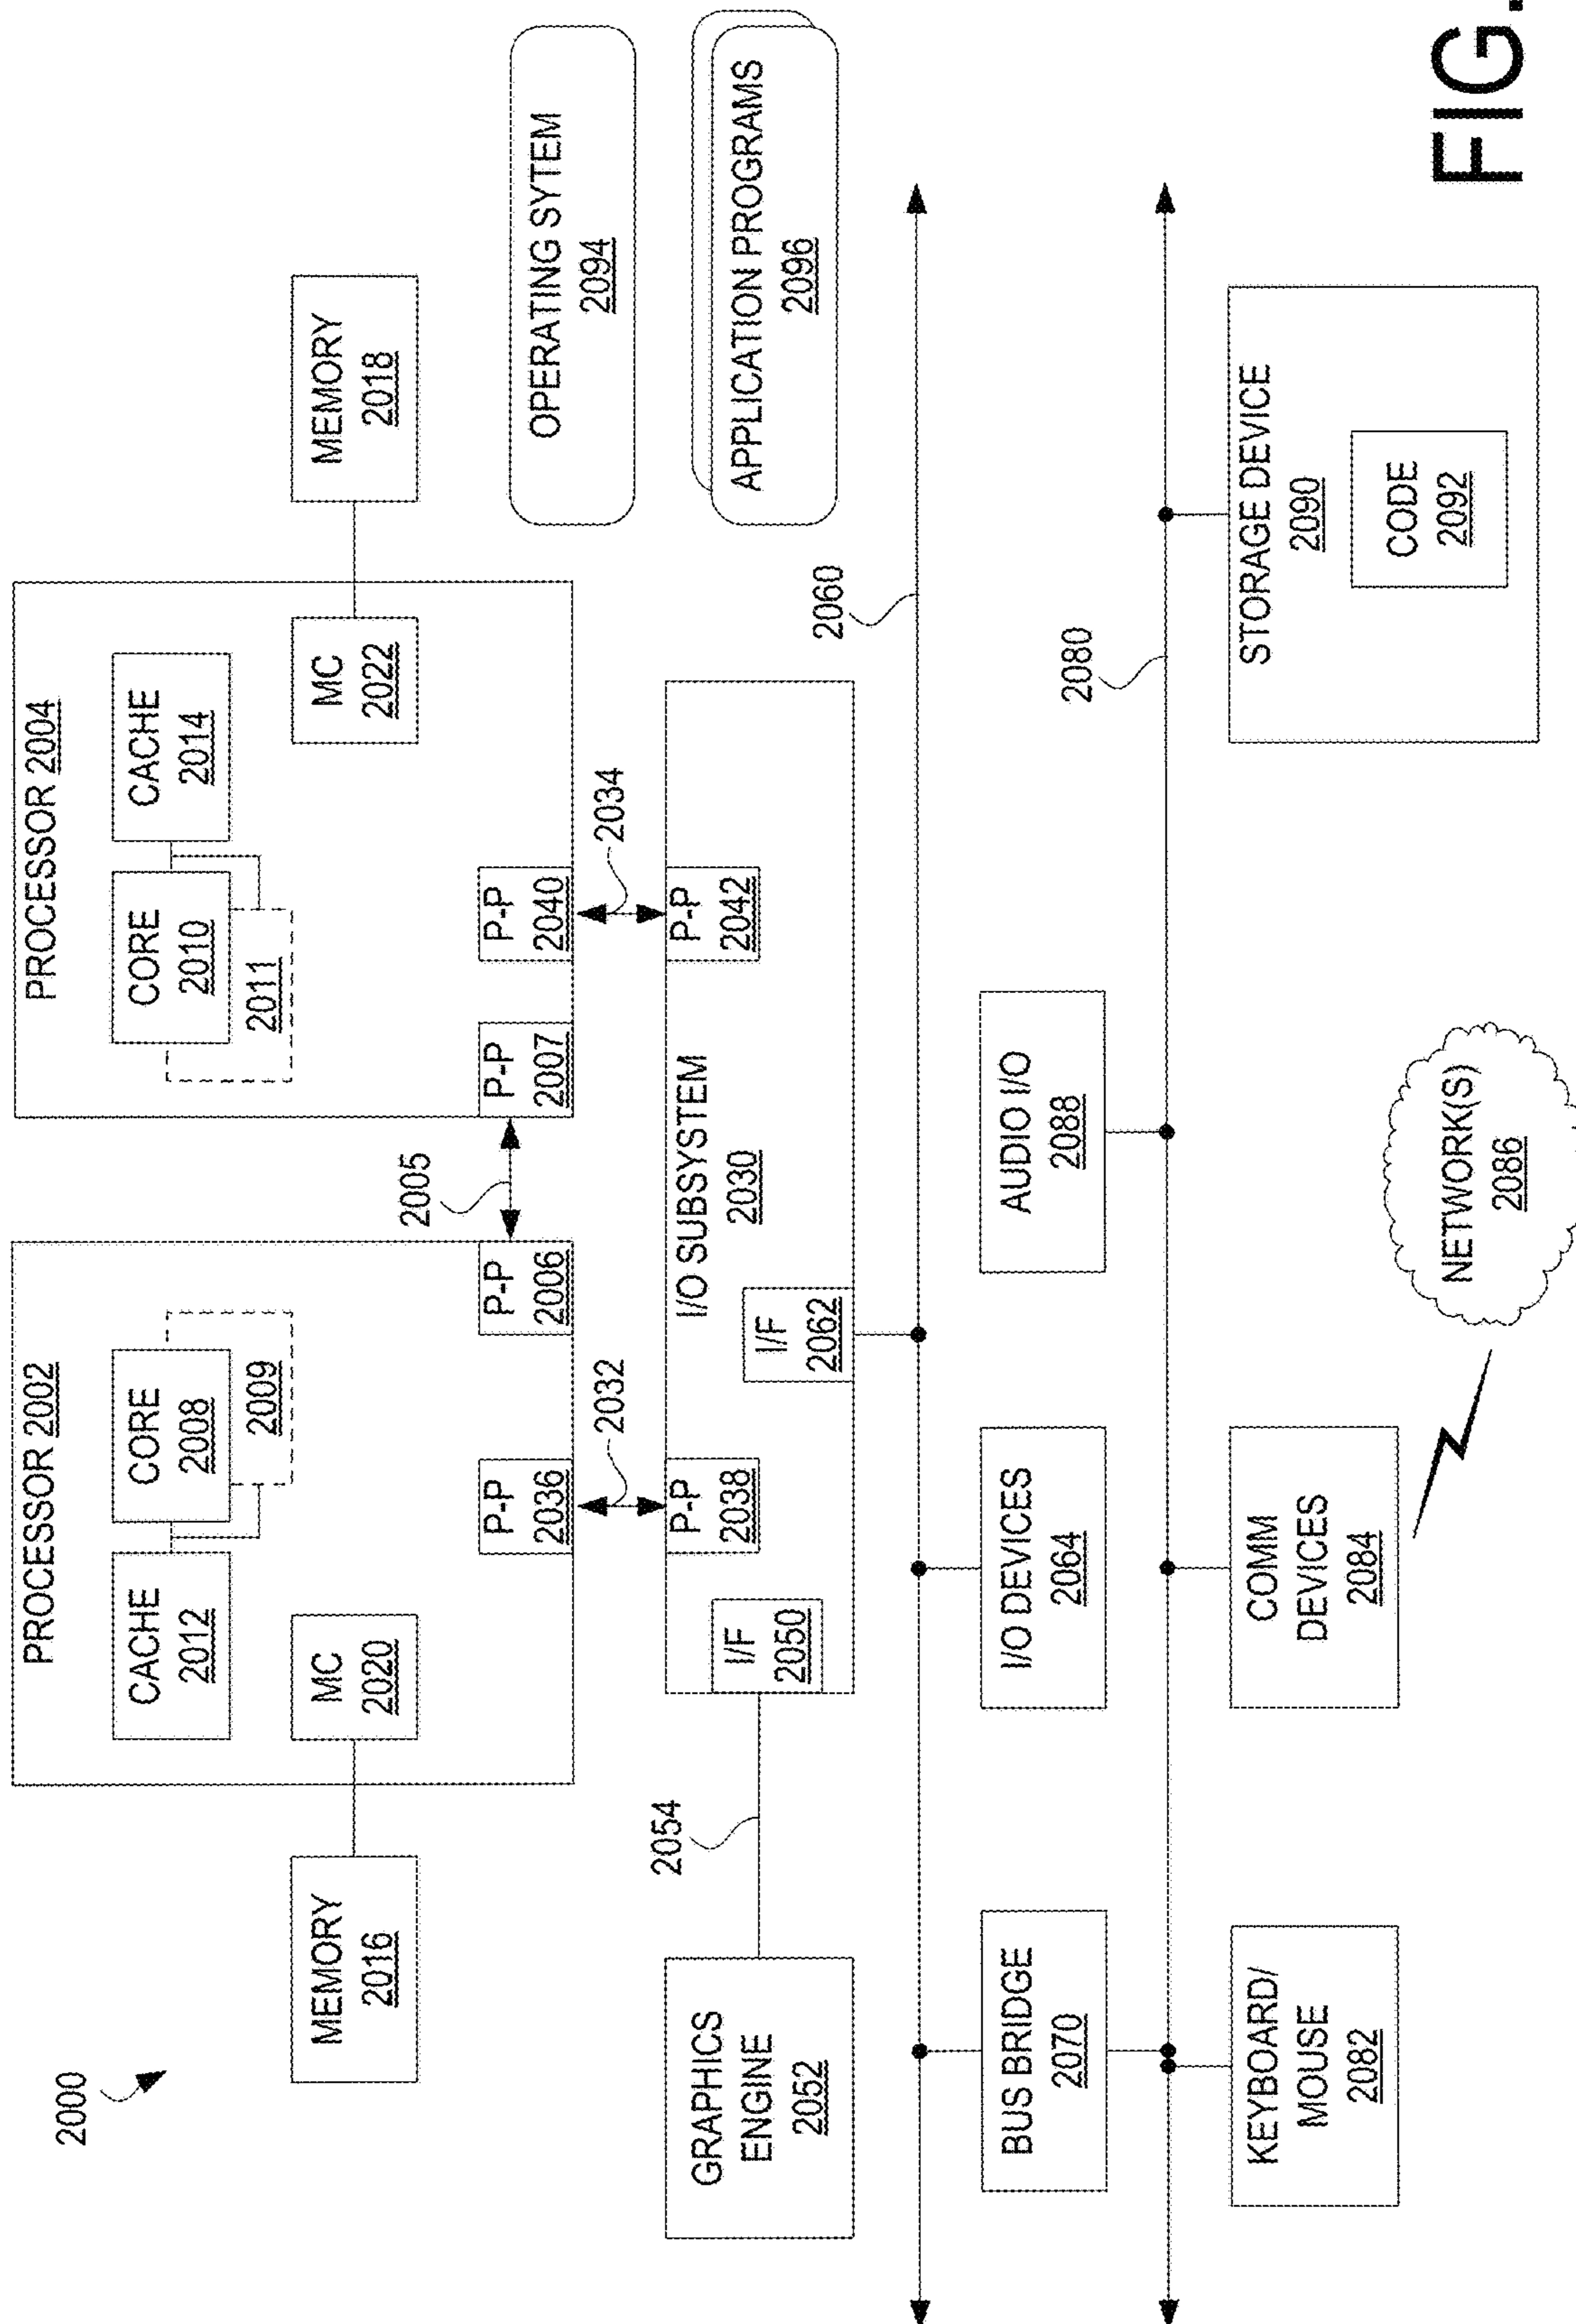 2000
PROCESSOR 2002
CACHE
2012
CORE
2008
2009
MC
2020
MEMORY
2016
P-P
2036
P-P
2006
2005
PROCESSOR 2004
CORE
2010
2011
CACHE
2014
MC
2022
MEMORY
2018
P-P
2007
P-P
2040
2032
2034
OPERATING SYTEM
2094
APPLICATION PROGRAMS
2096
GRAPHICS
ENGINE
2052
2054
I/F
2050
P-P
2038
I/O SUBSYSTEM
2030
I/F
2062
P-P
2042
2060
BUS BRIDGE
2070
I/O DEVICES
2064
AUDIO I/O
2088
2080
KEYBOARD/
MOUSE
2082
COMM
DEVICES
2084
NETWORK(S)
2086
STORAGE DEVICE
2090
CODE
2092
FIG.